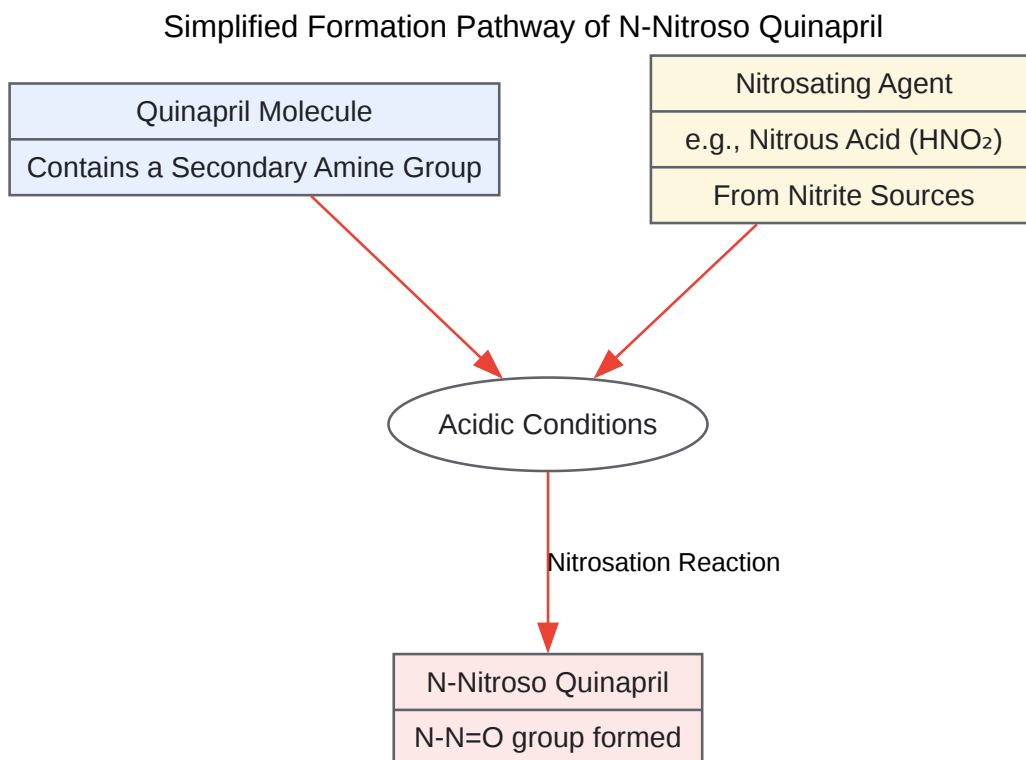 Simplified Formation Pathway of N-Nitroso Quinapril
Quinapril Molecule
Contains a Secondary Amine Group
Nitrosating Agent
e.g., Nitrous Acid (HNO₂)
From Nitrite Sources
Acidic Conditions
Nitrosation Reaction
N-Nitroso Quinapril
N-N=O group formed